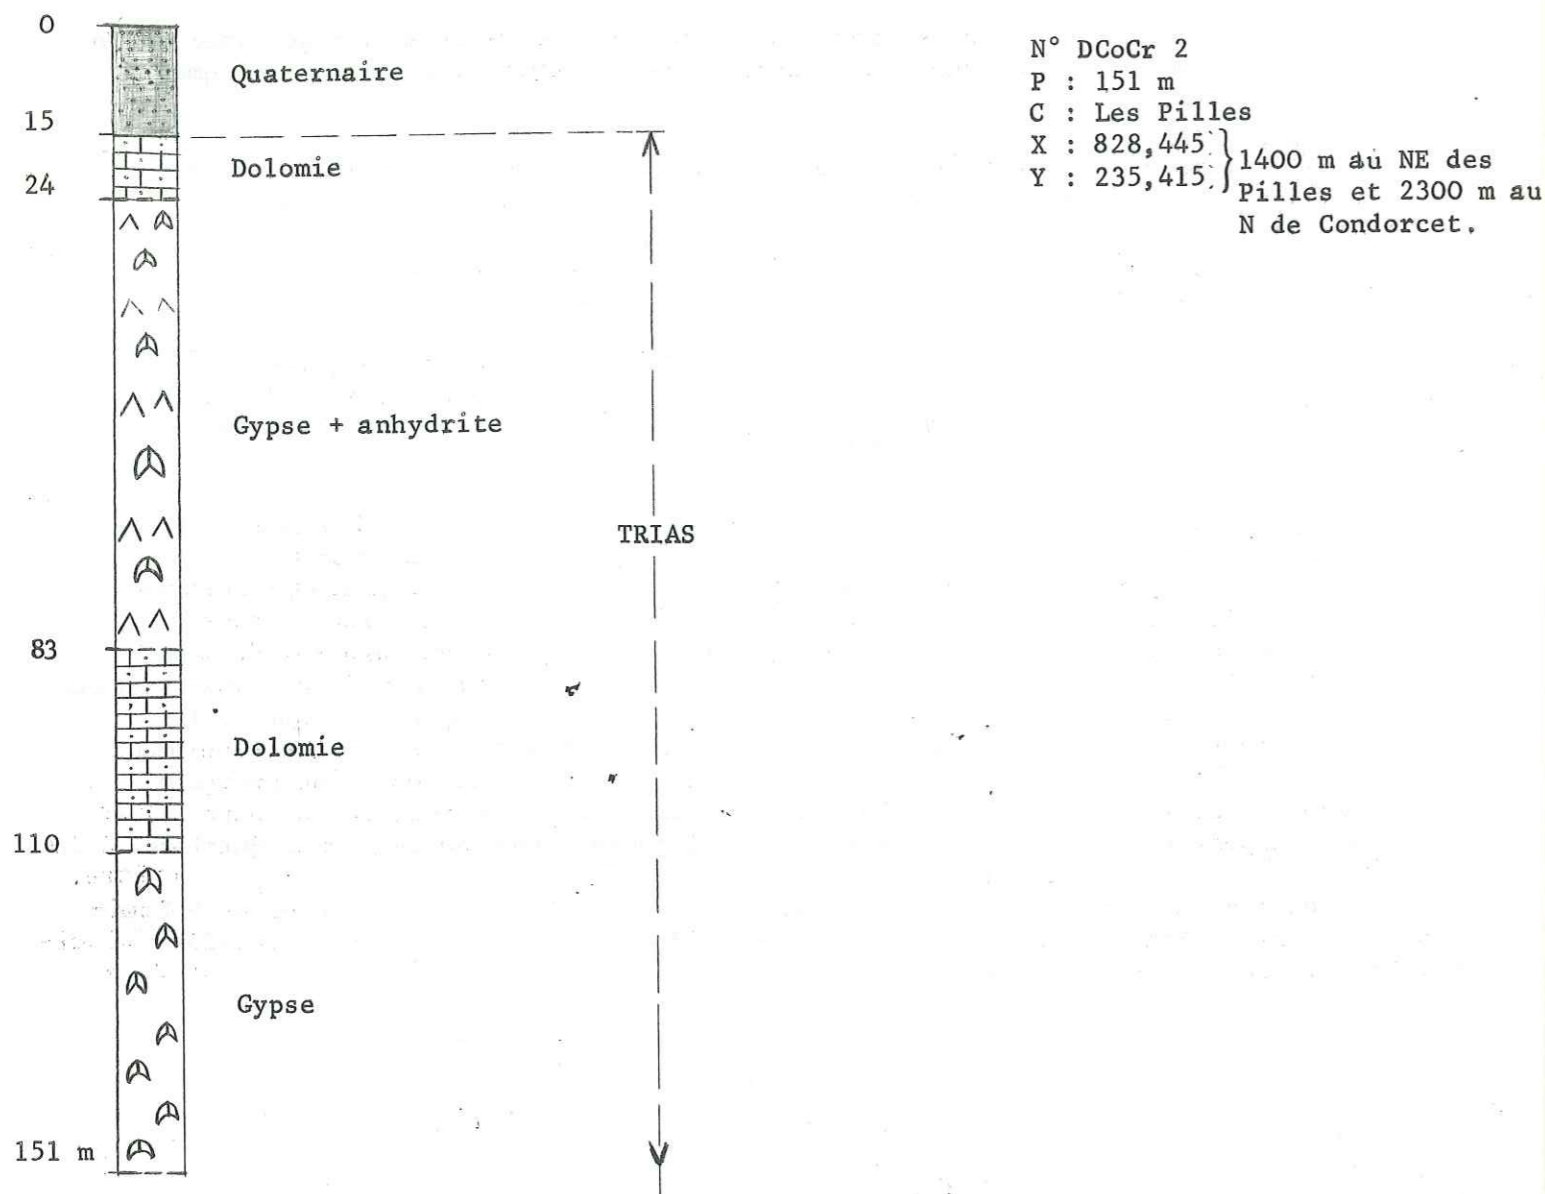 0
Quaternaire
15
Dolomie
24
Gypse + anhydrite
TRIAS
83
Dolomie
110
Gypse
151 m
N° DCoCr 2
P : 151 m
C : Les Pilles
X : 828,445
Y : 235,415
1400 m au NE des
Pilles et 2300 m au
N de Condorcet.